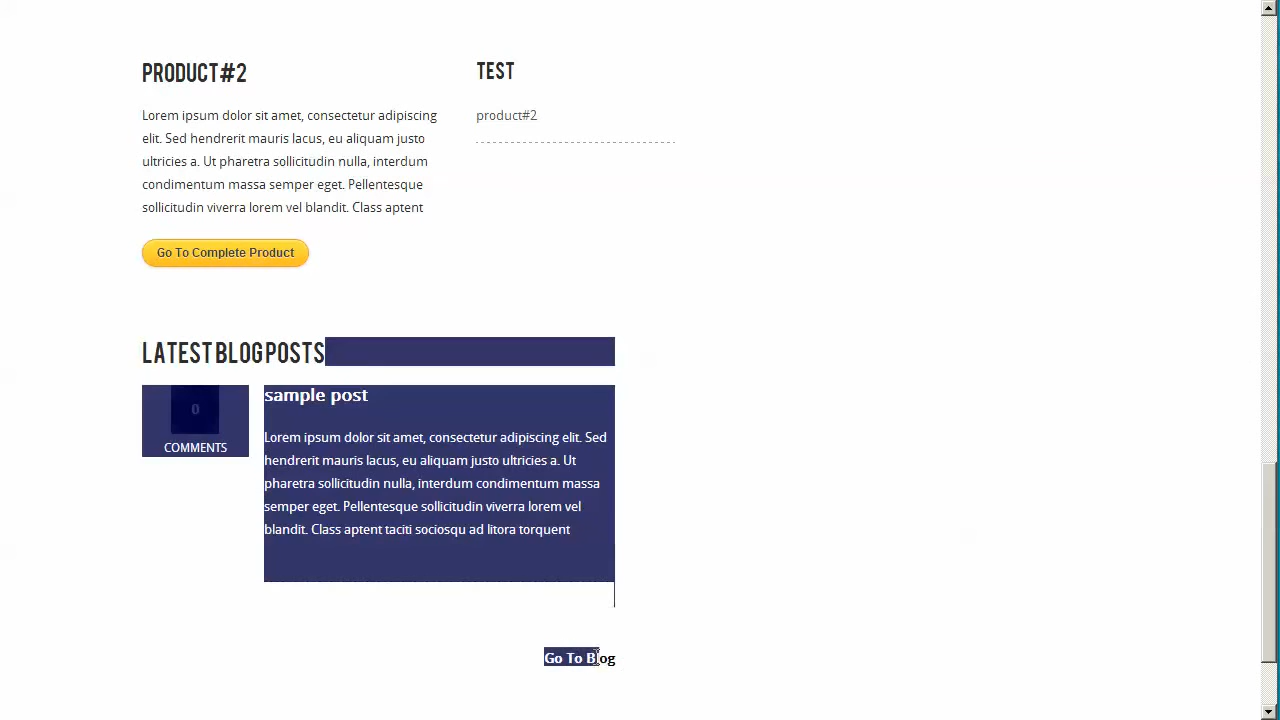 PRODUCT#2
Lorem ipsum dolor sit amet, consectetur adipiscing
elit. Sed hendrerit mauris lacus, eu aliquam justo
ultricies a. Ut pharetra sollicitudin nulla, interdum
condimentum massa semper eget. Pellentesque
sollicitudin viverra lorem vel blandit. Class aptent
Go To Complete Product
TEST
product#2
LATEST BLOG POSTS
0
COMMENTS
sample post
Lorem ipsum dolor sit amet, consectetur adipiscing elit. Sed
hendrerit mauris lacus, eu aliquam justo ultricies a. Ut
pharetra sollicitudin nulla, interdum condimentum massa
semper eget. Pellentesque sollicitudin viverra lorem vel
blandit. Class aptent taciti sociosqu ad litora torquent
Go To Blog